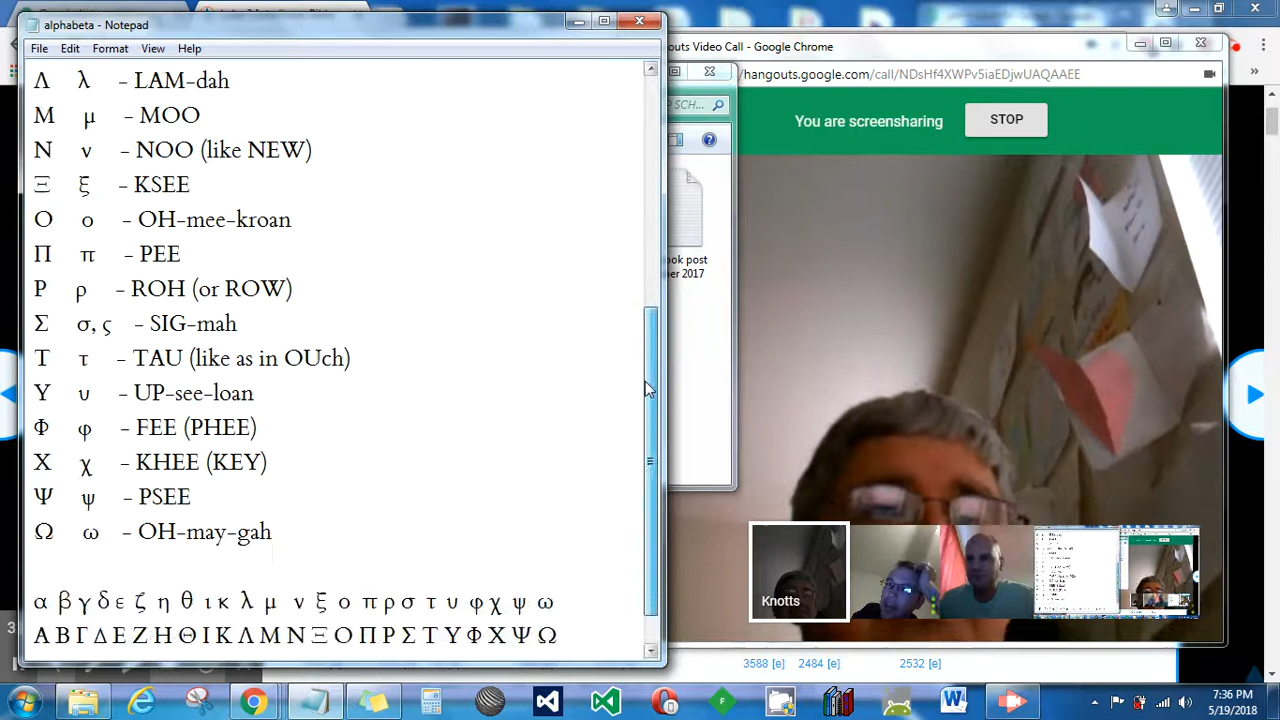 alphabeta - Notepad
File Edit Format View Help
Λ λ - LAM-dah
Μ μ - MOO
Ν ν - NOO (like NEW)
Ξ ξ - KSEE
Ο ο - OH-mee-kroan
Π π - PEE
Ρ ρ - ROH (or ROW)
Σ σ, ς - SIG-mah
Τ τ - TAU (like as in OUch)
Υ υ - UP-see-loan
Φ φ - FEE (PHEE)
Χ χ - KHEE (KEY)
Ψ ψ - PSEE
Ω ω - OH-may-gah
α β γ δ ε ζ η θ ι κ λ μ ν ξ ο π ρ σ τ υ φ χ ψ ω
Α Β Γ Δ Ε Ζ Η Θ Ι Κ Λ Μ Ν Ξ Ο Π Ρ Σ Τ Υ Φ Χ Ψ Ω
outs Video Call - Google Chrome
/hangouts.google.com/call/NDsHf4XWPv5iaEDjwUAQAAEE
SCH...
You are screensharing STOP
ook post
er 2017
Knotts
3588 [e] 2484 [e] 2532 [e]
7:36 PM
5/19/2018